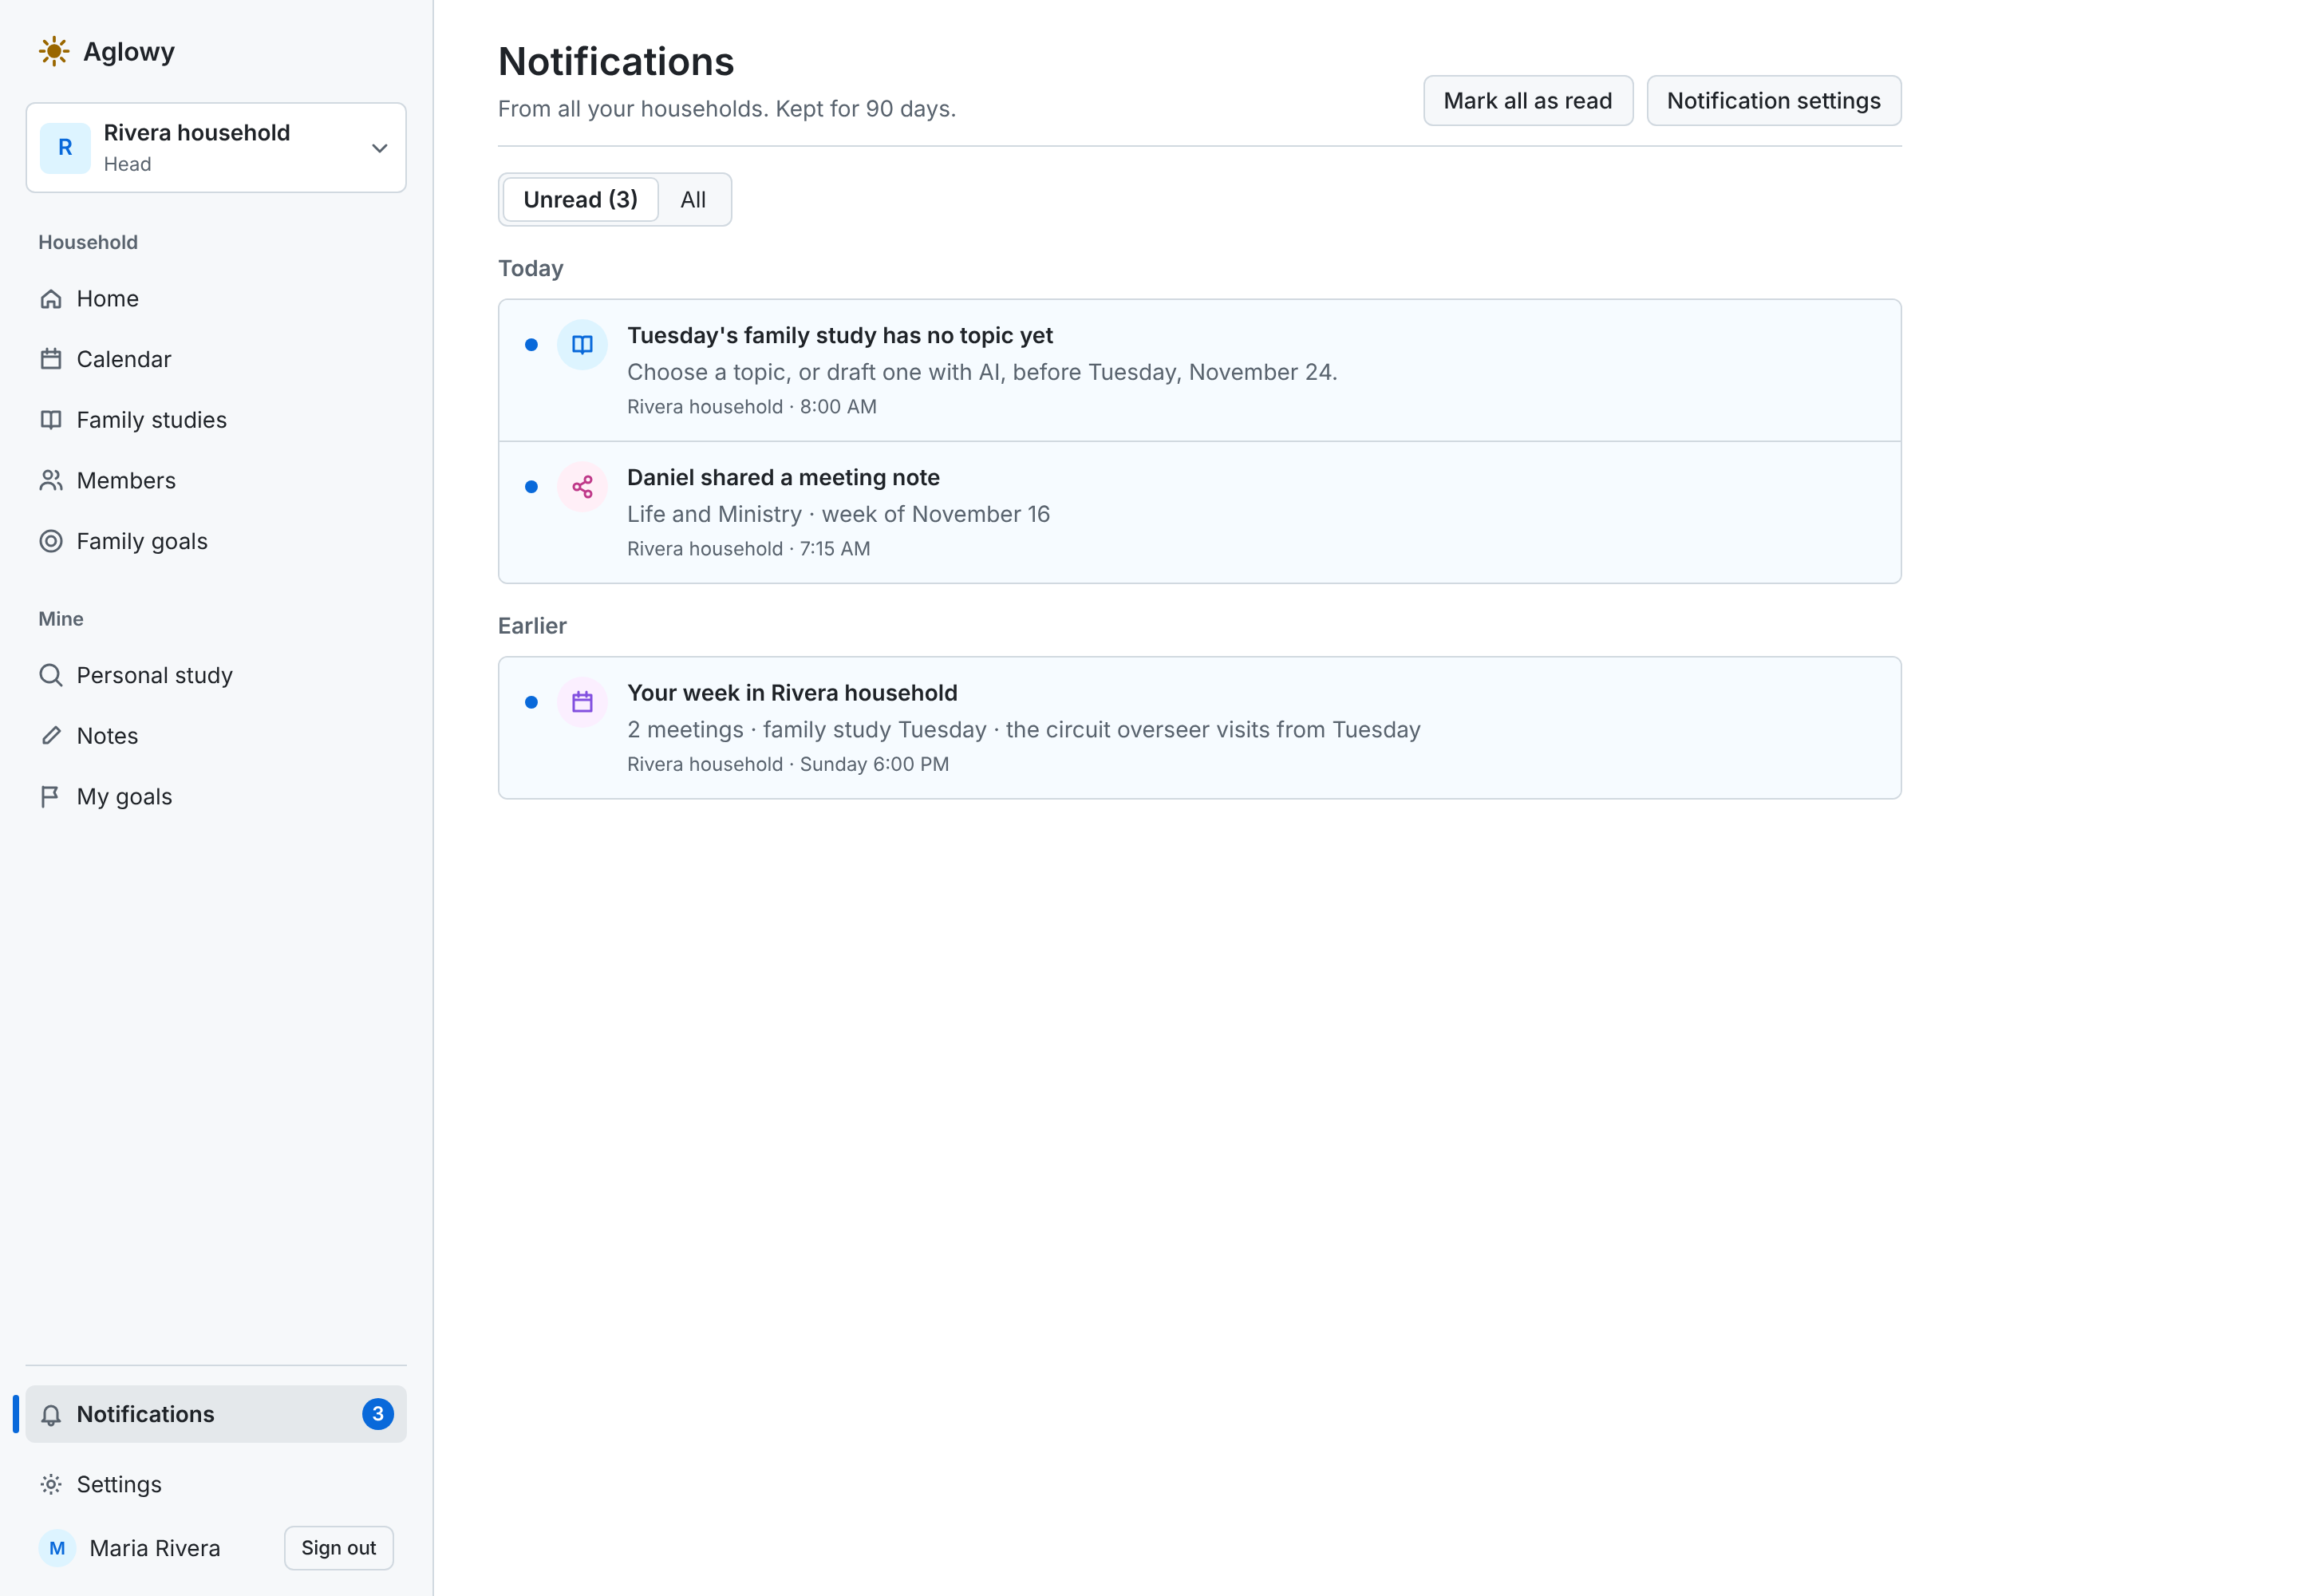 Aglowy
R
Rivera household
Head
Household
Home
Calendar
Family studies
Members
Family goals
Mine
Personal study
Notes
My goals
Notifications
3
Settings
M
Maria Rivera
Sign out
Notifications
From all your households. Kept for 90 days.
Mark all as read
Notification settings
Unread (3)
All
Today
Tuesday's family study has no topic yet
Choose a topic, or draft one with AI, before Tuesday, November 24.
Rivera household · 8:00 AM
Daniel shared a meeting note
Life and Ministry · week of November 16
Rivera household · 7:15 AM
Earlier
Your week in Rivera household
2 meetings · family study Tuesday · the circuit overseer visits from Tuesday
Rivera household · Sunday 6:00 PM